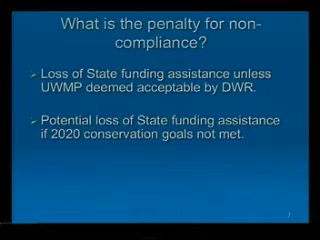 What is the penalty for non-
compliance?
Loss of State funding assistance unless
UWMP deemed acceptable by DWR.
Potential loss of State funding assistance
if 2020 conservation goals not met.